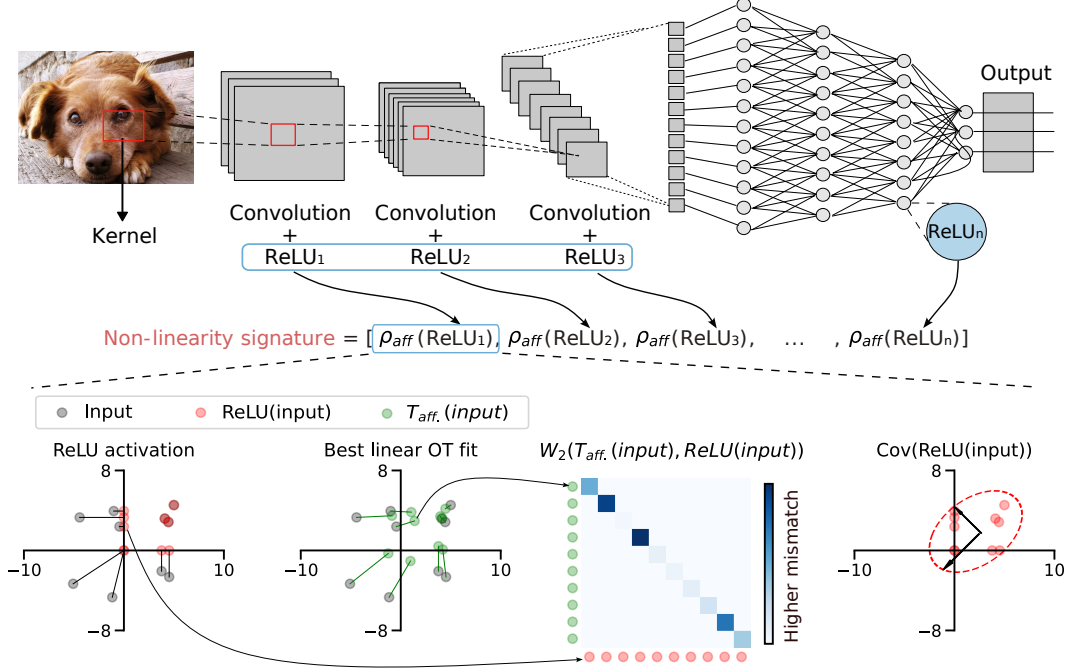 Output
Convolution Convolution Convolution
+ + +
Kernel
ReLU₁ ReLU₂ ReLU₃
ReLUₙ
Non-linearity signature = [ρaff(ReLU₁), ρaff(ReLU₂), ρaff(ReLU₃), ... , ρaff(ReLUₙ)]
Input ReLU(input) Taff.(input)
ReLU activation
8
−10 10
−8
Best linear OT fit
8
−10 10
−8
W₂(Taff.(input), ReLU(input))
Higher mismatch
Cov(ReLU(input))
8
−10 10
−8